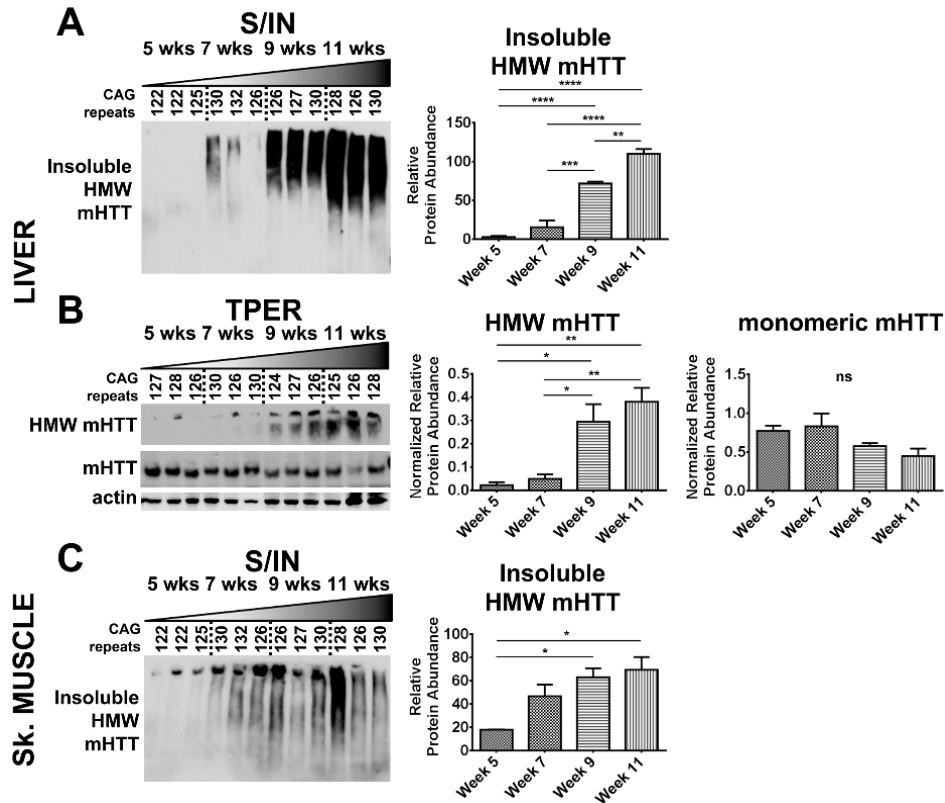 A
S/IN
5 wks 7 wks 9 wks 11 wks
CAG repeats
122 122 125 130 132 126 126 127 130 128 126 130
Insoluble
HMW
mHTT
Insoluble
HMW mHTT
****
****
****
**
***
Relative
Protein Abundance
150
100
50
0
Week 5 Week 7 Week 9 Week 11
LIVER
B
TPER
5 wks 7 wks 9 wks 11 wks
CAG repeats
127 128 126 130 126 130 124 127 126 125 126 128
HMW mHTT
mHTT
actin
HMW mHTT
**
*
**
*
Normalized Relative
Protein Abundance
0.5
0.4
0.3
0.2
0.1
0.0
Week 5 Week 7 Week 9 Week 11
monomeric mHTT
ns
Normalized Relative
Protein Abundance
1.5
1.0
0.5
0.0
Week 5 Week 7 Week 9 Week 11
C
S/IN
5 wks 7 wks 9 wks 11 wks
CAG repeats
122 122 125 130 132 126 126 127 130 128 126 130
Insoluble
HMW
mHTT
Sk. MUSCLE
Insoluble
HMW mHTT
*
*
Relative
Protein Abundance
100
80
60
40
20
0
Week 5 Week 7 Week 9 Week 11